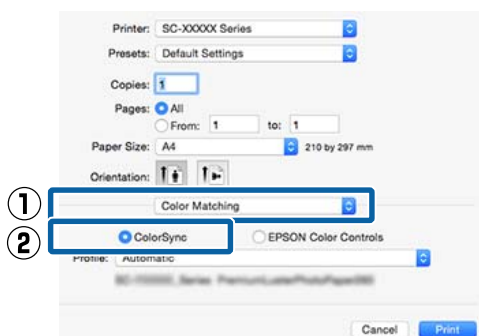 Printer: SC-XXXXX Series
Presets: Default Settings
Copies: 1
Pages: All
From: 1 to: 1
Paper Size: A4 210 by 297 mm
Orientation:
① Color Matching
② ColorSync EPSON Color Controls
Profile: Automatic
Cancel Print